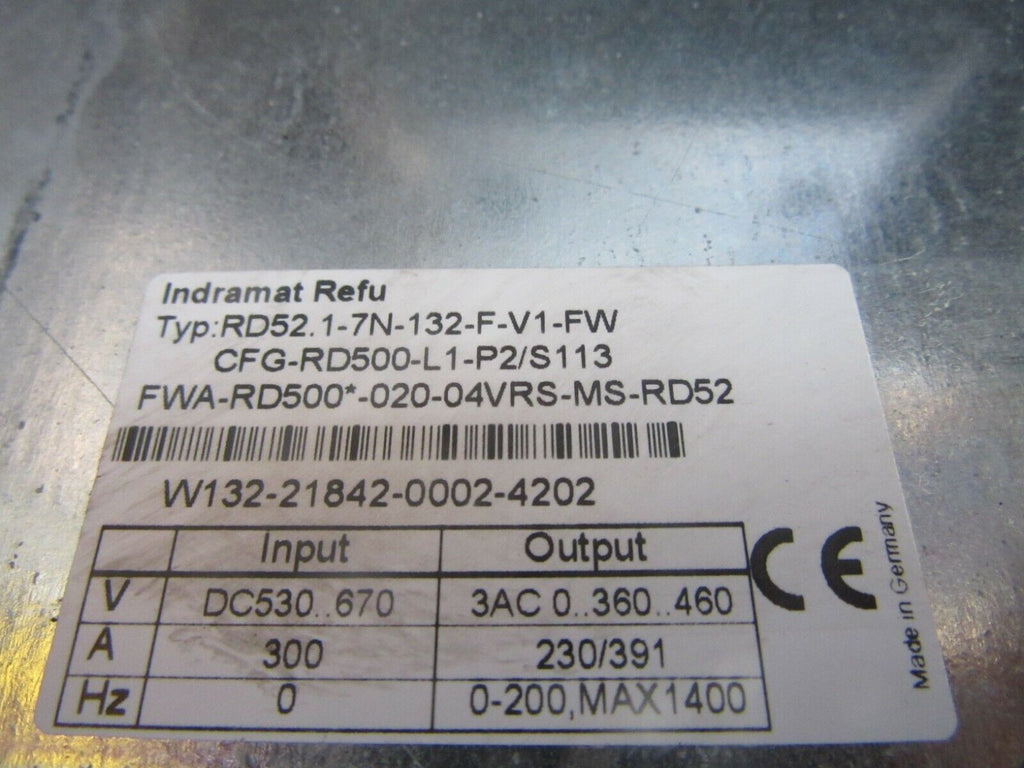 Indramat Refu
Typ:RD52.1-7N-132-F-V1-FW
CFG-RD500-L1-P2/S113
FWA-RD500*-020-04VRS-MS-RD52
W132-21842-0002-4202
Input Output
V DC530..670 3AC 0..360..460
A 300 230/391
Hz 0 0-200,MAX1400
CE
Made in Germany